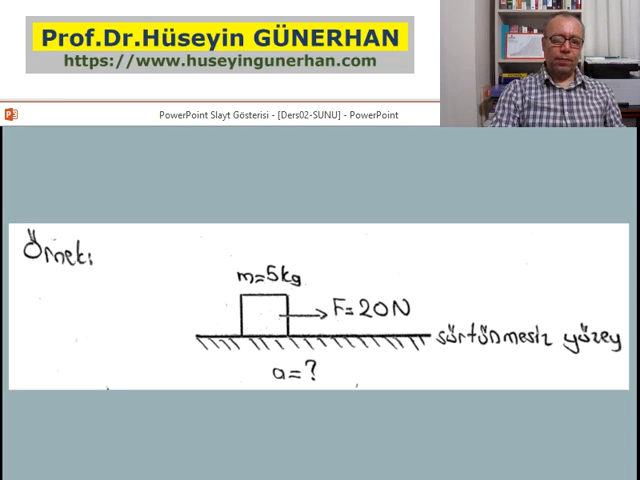 Prof.Dr.Hüseyin GÜNERHAN
https://www.huseyingunerhan.com
PowerPoint Slayt Gösterisi - [Ders02-SUNU] - PowerPoint
Örnek:
m=5kg
F=20N
sürtünmesiz yüzey
a=?